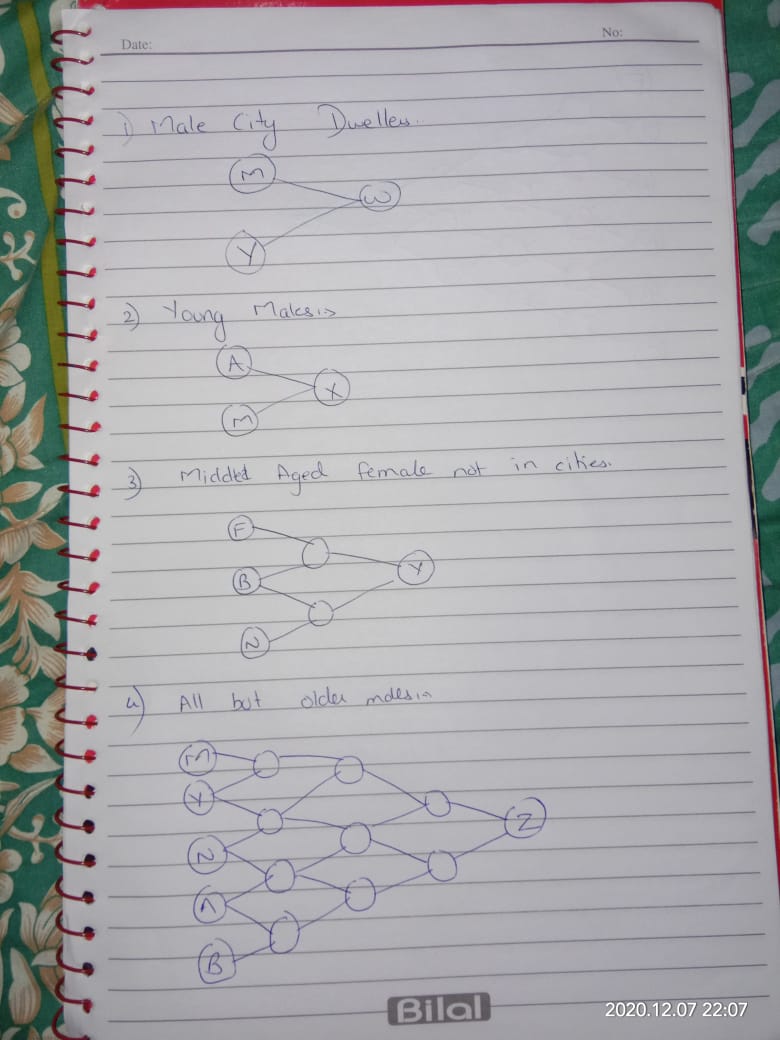 Date:
No:
1) Male City Dwellers.
M
W
Y
2) Young Males:->
A
X
M
3) Middled Aged female not in cities.
F
B
Y
N
4) All but older males:-
M
Y
Z
N
A
B
Bilal
2020.12.07 22:07